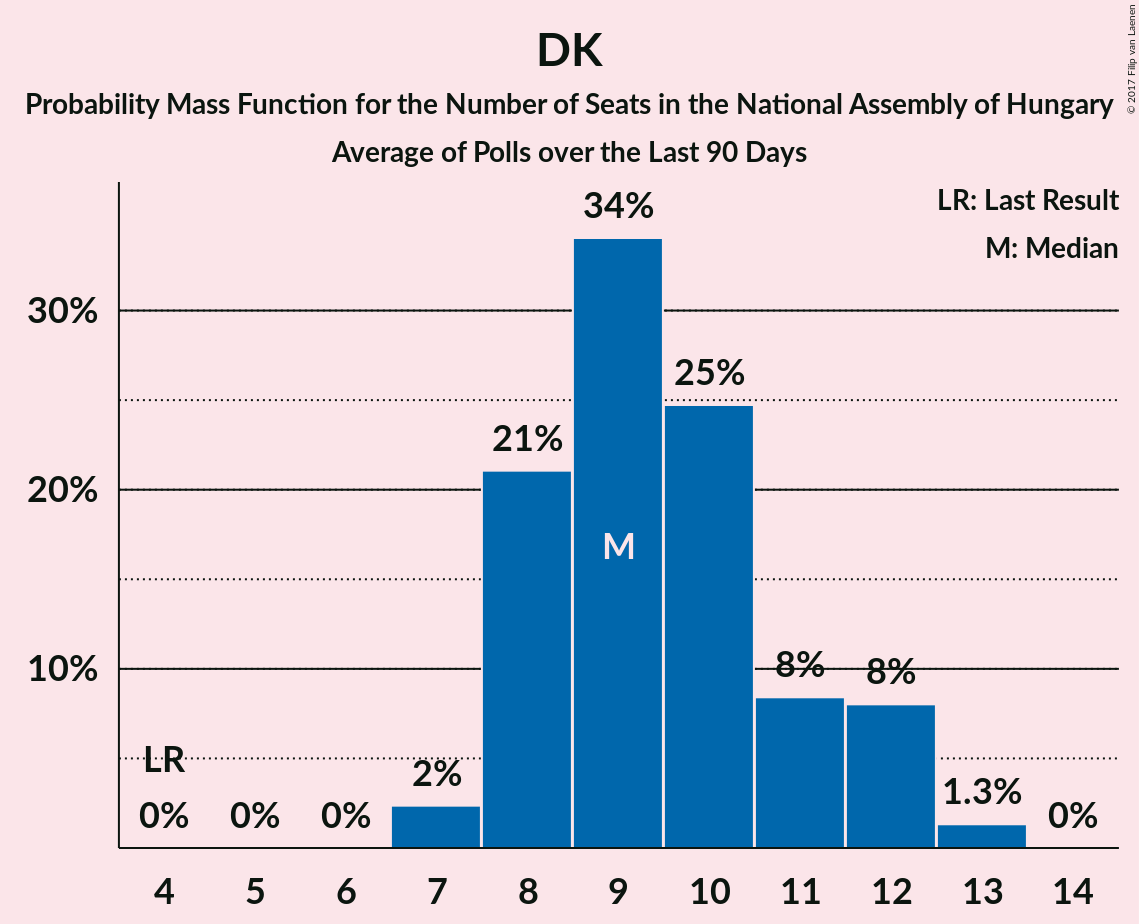 DK
Probability Mass Function for the Number of Seats in the National Assembly of Hungary
Average of Polls over the Last 90 Days
© 2017 Filip van Laenen
LR: Last Result
M: Median
34%
30%
25%
21%
20%
M
10%
8%
8%
LR
2%
1.3%
0%
0%
0%
0%
4 5 6 7 8 9 10 11 12 13 14